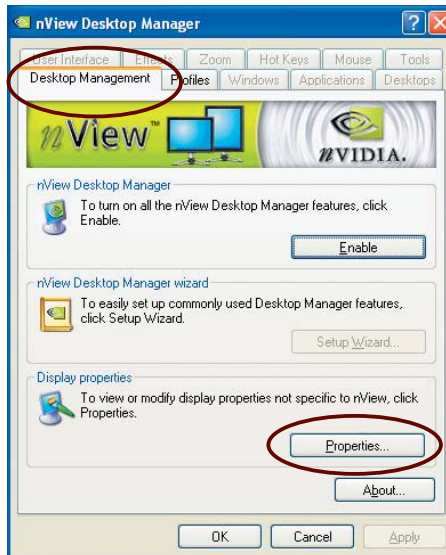 nView Desktop Manager
User Interface Effects Zoom Hot Keys Mouse Tools
Desktop Management Profiles Windows Applications Desktops
nView™
nVIDIA.
nView Desktop Manager
To turn on all the nView Desktop Manager features, click
Enable.
Enable
nView Desktop Manager wizard
To easily set up commonly used Desktop Manager features,
click Setup Wizard.
Setup Wizard...
Display properties
To view or modify display properties not specific to nView, click
Properties.
Properties...
About...
OK Cancel Apply